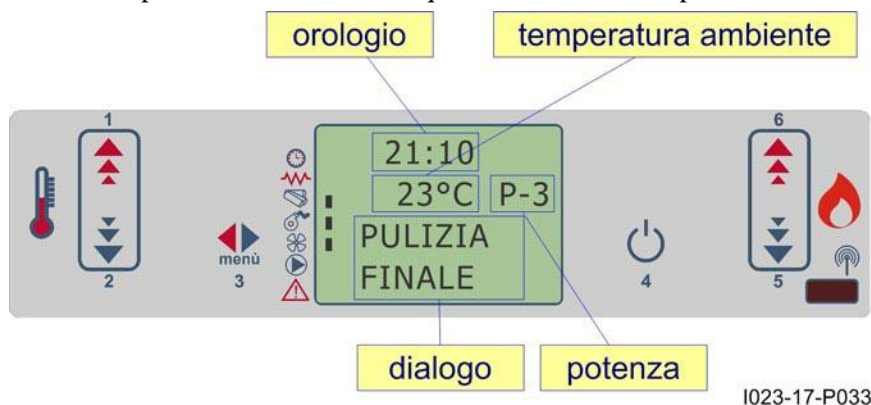 orologio
temperatura ambiente
1
6
21:10
23°C P-3
PULIZIA
FINALE
menù
2
3
4
5
dialogo
potenza
I023-17-P033